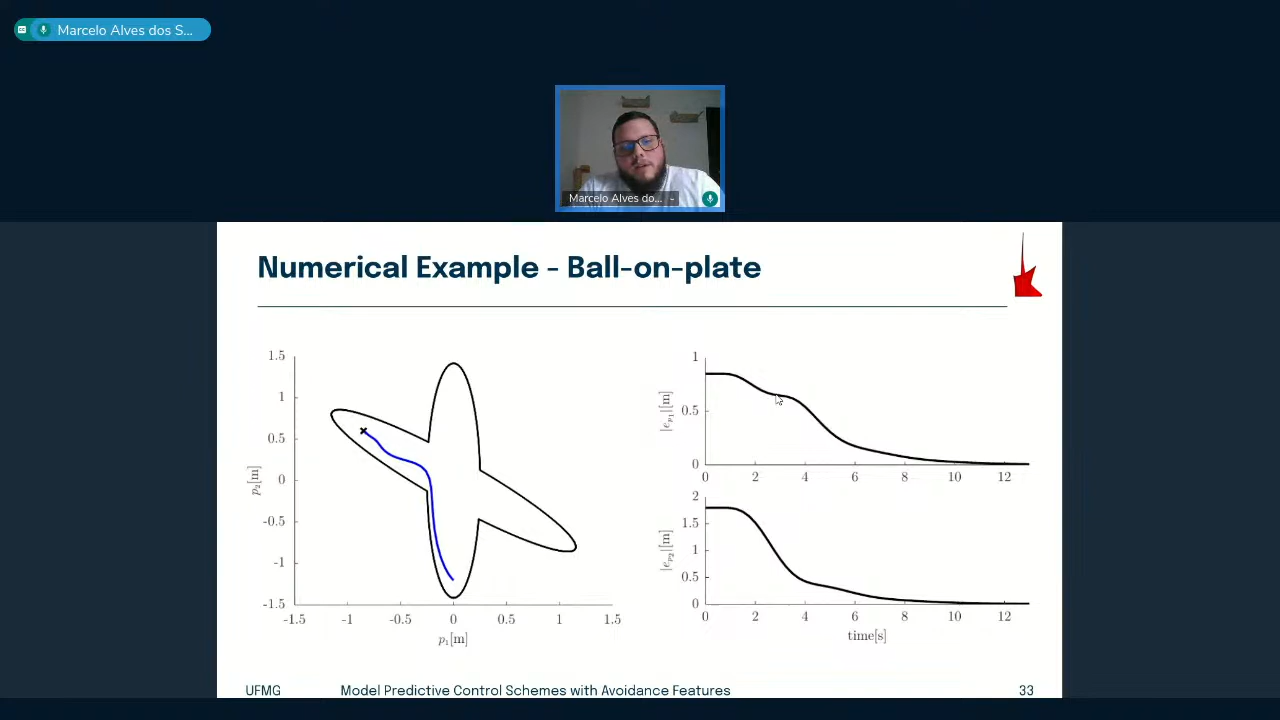 Marcelo Alves dos S...
Marcelo Alves do... -
Numerical Example - Ball-on-plate
1.5
1
0.5
0
-0.5
-1
-1.5
p₂[m]
-1.5 -1 -0.5 0 0.5 1 1.5
p₁[m]
1
0.5
0
|e_p₁|[m]
0 2 4 6 8 10 12
2
1.5
1
0.5
0
|e_p₂|[m]
0 2 4 6 8 10 12
time[s]
UFMG Model Predictive Control Schemes with Avoidance Features 33